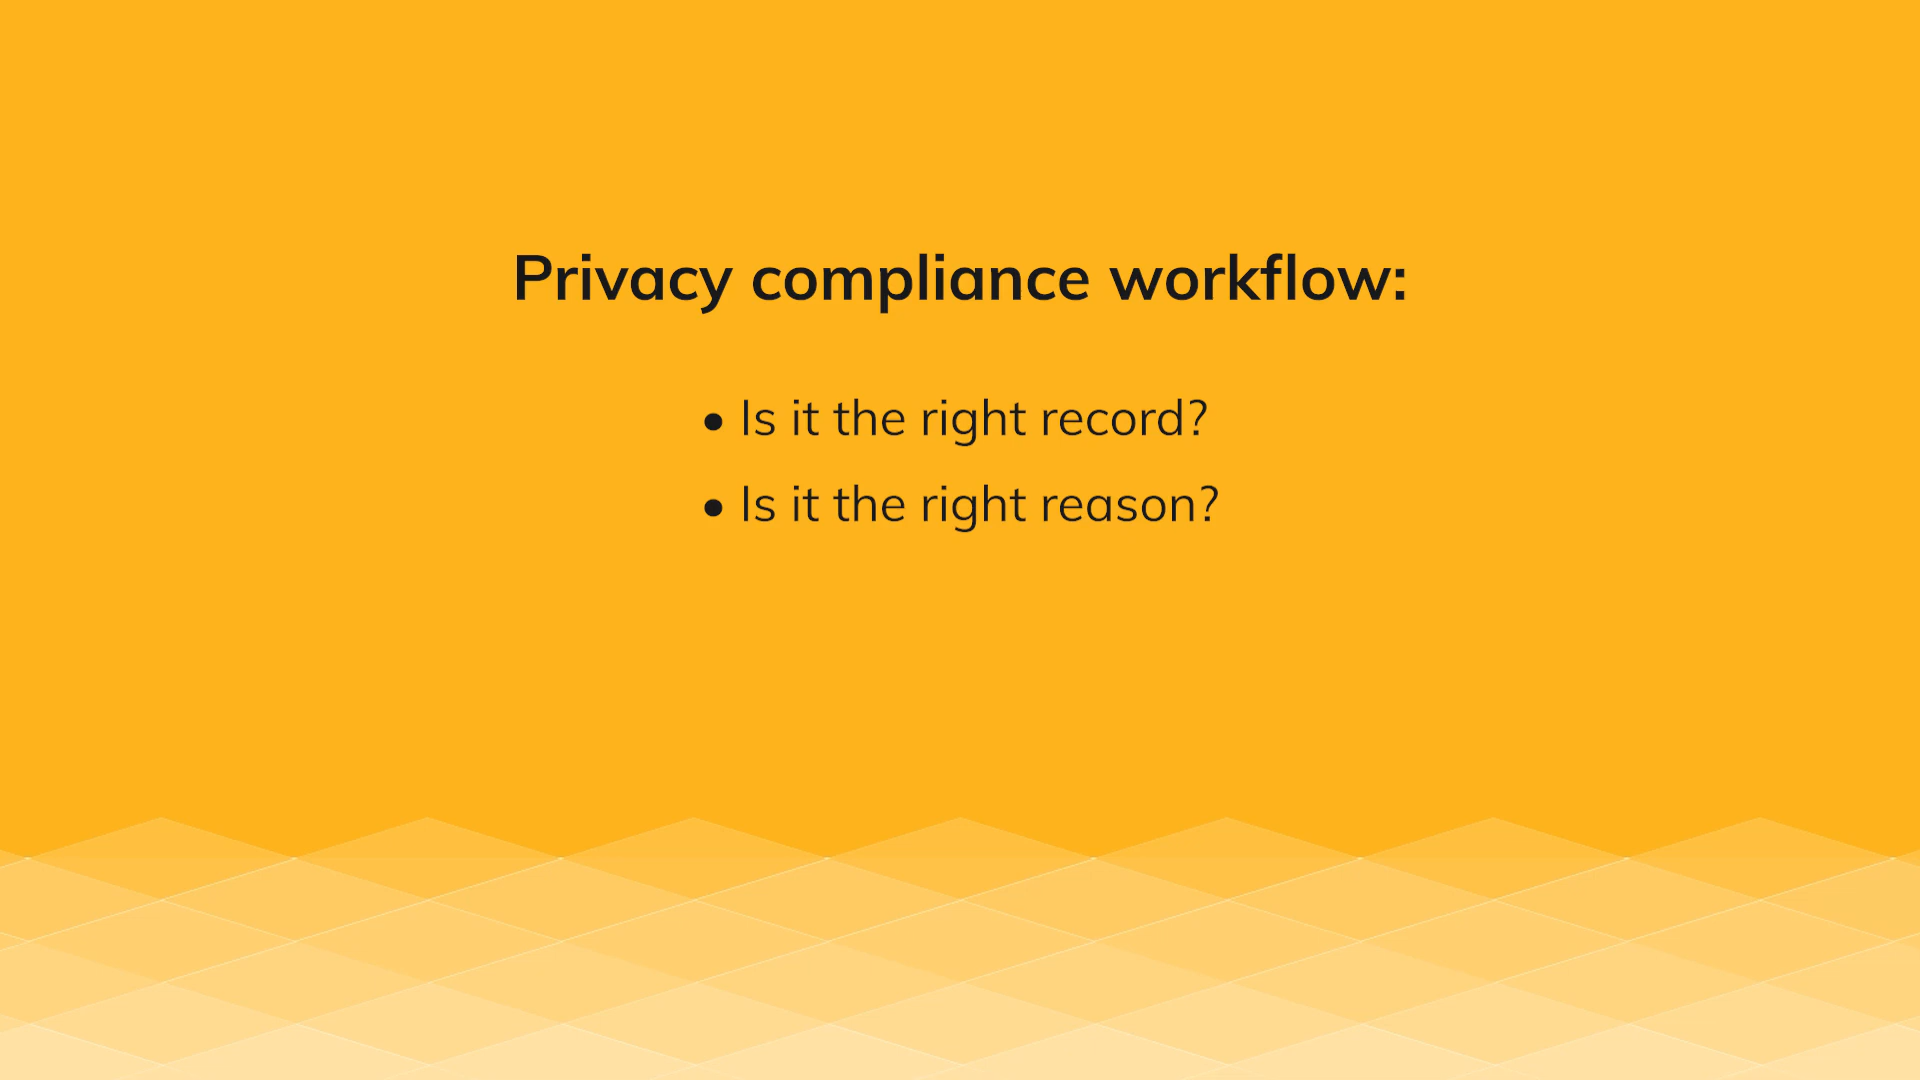 Privacy compliance workflow:
• Is it the right record?
• Is it the right reason?